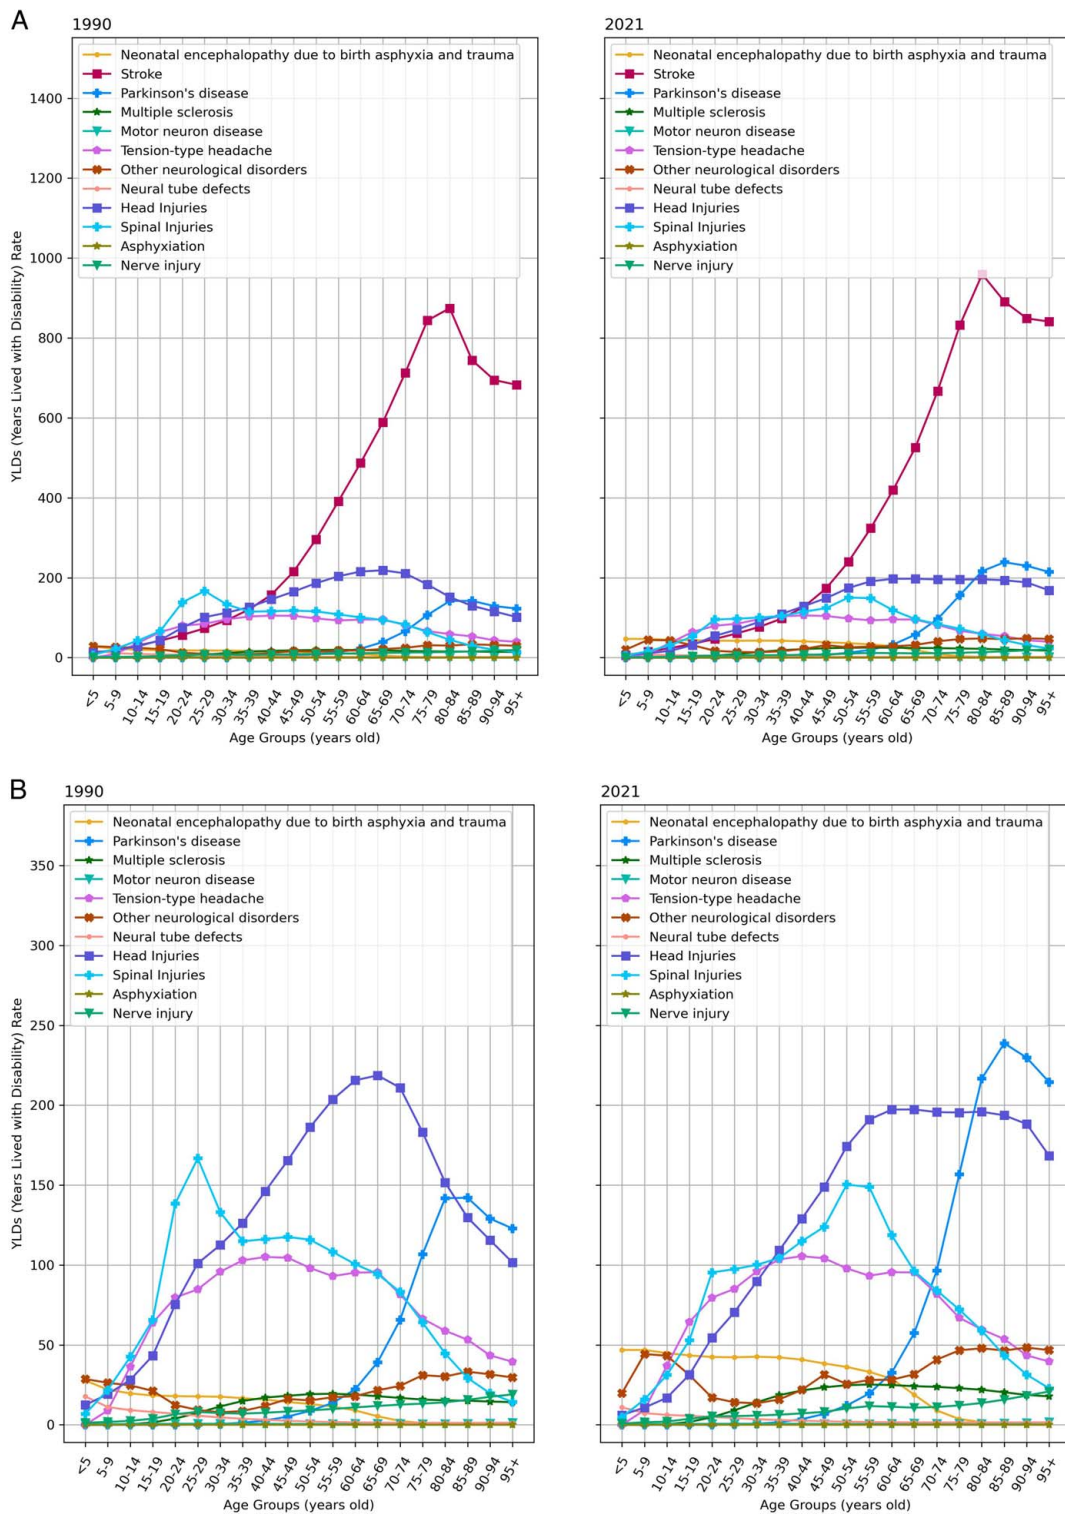 A
1990
Neonatal encephalopathy due to birth asphyxia and trauma
Stroke
Parkinson's disease
Multiple sclerosis
Motor neuron disease
Tension-type headache
Other neurological disorders
Neural tube defects
Head Injuries
Spinal Injuries
Asphyxiation
Nerve injury
YLDs (Years Lived with Disability) Rate
1400
1200
1000
800
600
400
200
0
<5
5-9
10-14
15-19
20-24
25-29
30-34
35-39
40-44
45-49
50-54
55-59
60-64
65-69
70-74
75-79
80-84
85-89
90-94
95+
Age Groups (years old)
2021
Neonatal encephalopathy due to birth asphyxia and trauma
Stroke
Parkinson's disease
Multiple sclerosis
Motor neuron disease
Tension-type headache
Other neurological disorders
Neural tube defects
Head Injuries
Spinal Injuries
Asphyxiation
Nerve injury
<5
5-9
10-14
15-19
20-24
25-29
30-34
35-39
40-44
45-49
50-54
55-59
60-64
65-69
70-74
75-79
80-84
85-89
90-94
95+
Age Groups (years old)
B
1990
Neonatal encephalopathy due to birth asphyxia and trauma
Parkinson's disease
Multiple sclerosis
Motor neuron disease
Tension-type headache
Other neurological disorders
Neural tube defects
Head Injuries
Spinal Injuries
Asphyxiation
Nerve injury
YLDs (Years Lived with Disability) Rate
350
300
250
200
150
100
50
0
<5
5-9
10-14
15-19
20-24
25-29
30-34
35-39
40-44
45-49
50-54
55-59
60-64
65-69
70-74
75-79
80-84
85-89
90-94
95+
Age Groups (years old)
2021
Neonatal encephalopathy due to birth asphyxia and trauma
Parkinson's disease
Multiple sclerosis
Motor neuron disease
Tension-type headache
Other neurological disorders
Neural tube defects
Head Injuries
Spinal Injuries
Asphyxiation
Nerve injury
<5
5-9
10-14
15-19
20-24
25-29
30-34
35-39
40-44
45-49
50-54
55-59
60-64
65-69
70-74
75-79
80-84
85-89
90-94
95+
Age Groups (years old)